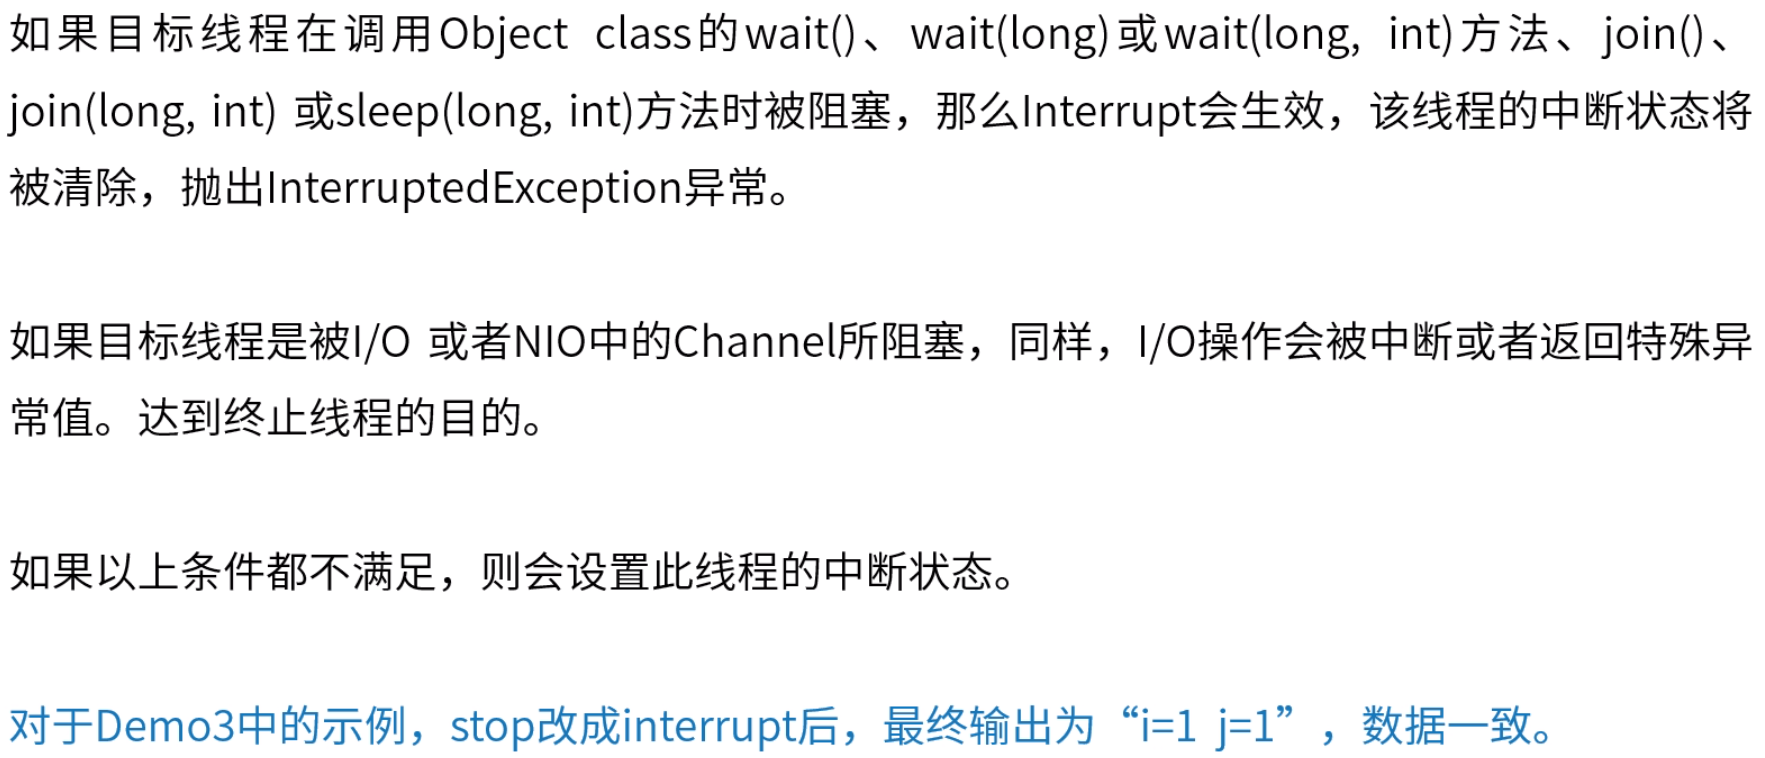 如果目标线程在调用Object class的wait()、wait(long)或wait(long, int)方法、join()、
join(long, int) 或sleep(long, int)方法时被阻塞，那么Interrupt会生效，该线程的中断状态将
被清除，抛出InterruptedException异常。
如果目标线程是被I/O 或者NIO中的Channel所阻塞，同样，I/O操作会被中断或者返回特殊异
常值。达到终止线程的目的。
如果以上条件都不满足，则会设置此线程的中断状态。
对于Demo3中的示例，stop改成interrupt后，最终输出为“i=1 j=1”，数据一致。